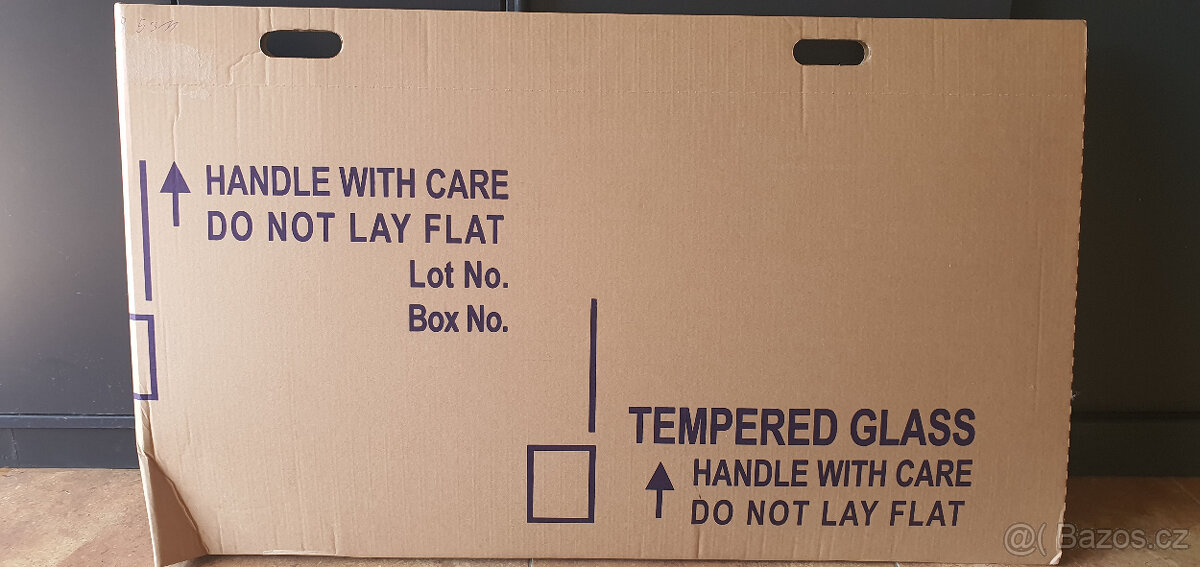 HANDLE WITH CARE
DO NOT LAY FLAT
Lot No.
Box No.
TEMPERED GLASS
HANDLE WITH CARE
DO NOT LAY FLAT
@( Bazos.cz